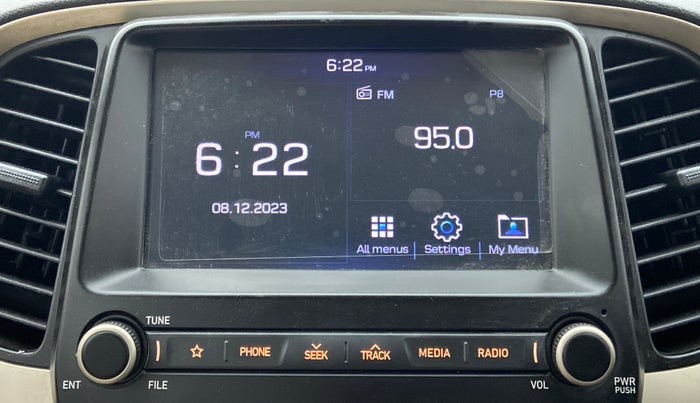 6:22 PM
FM P8
PM
6:22
95.0
08.12.2023
All menus | Settings | My Menu
TUNE
PHONE SEEK TRACK MEDIA RADIO
ENT FILE VOL PWR
PUSH